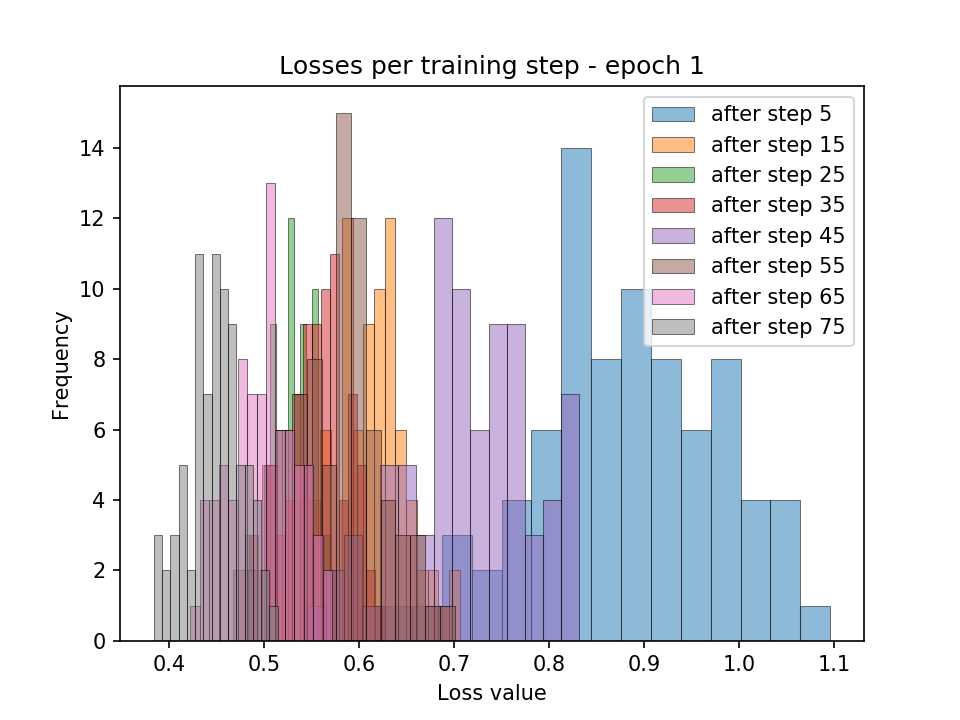 Losses per training step - epoch 1
after step 5
after step 15
after step 25
after step 35
after step 45
after step 55
after step 65
after step 75
14
12
10
8
6
4
2
0
Frequency
0.4 0.5 0.6 0.7 0.8 0.9 1.0 1.1
Loss value